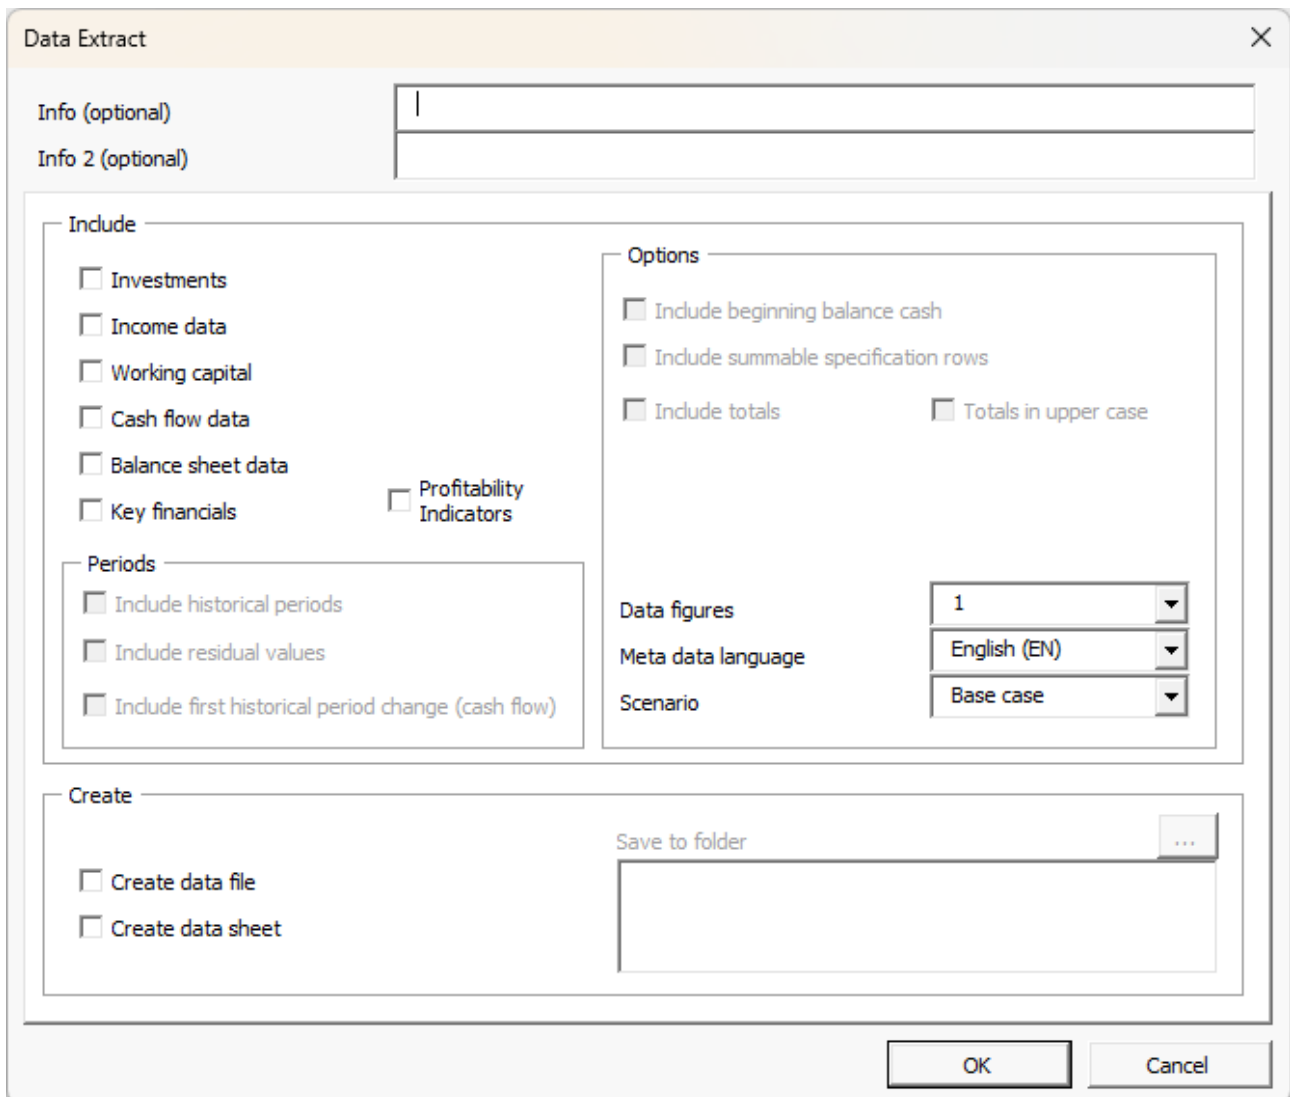 Data Extract
Info (optional)
Info 2 (optional)
Include
Investments
Income data
Working capital
Cash flow data
Balance sheet data
Key financials
Profitability
Indicators
Periods
Include historical periods
Include residual values
Include first historical period change (cash flow)
Options
Include beginning balance cash
Include summable specification rows
Include totals
Totals in upper case
Data figures
1
Meta data language
English (EN)
Scenario
Base case
Create
Create data file
Create data sheet
Save to folder
...
OK
Cancel